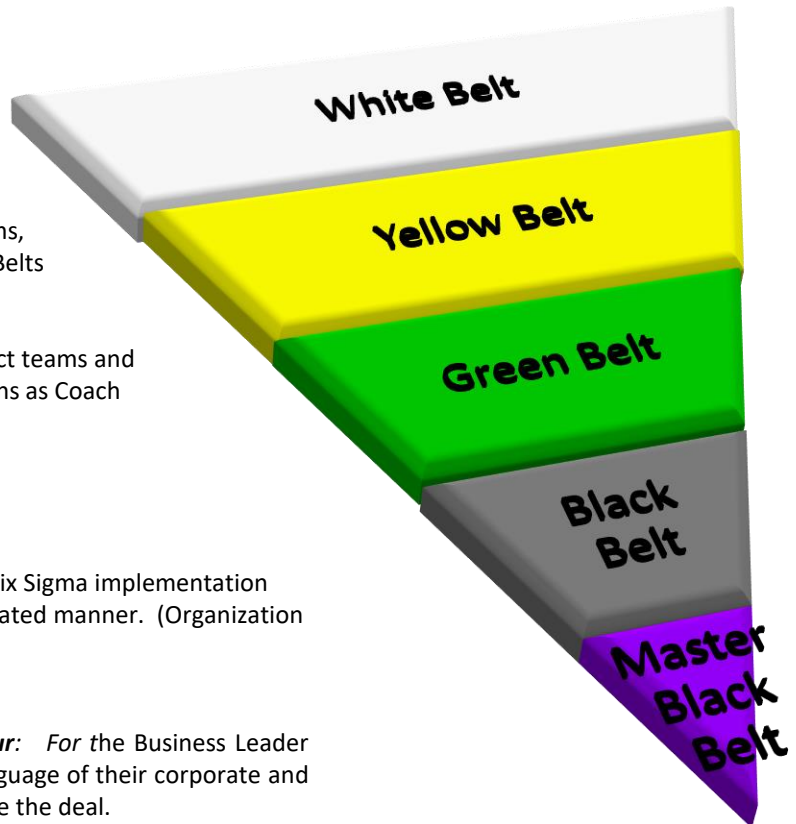 White Belt
Yellow Belt
ns,
Belts
Green Belt
ct teams and
ns as Coach
Black
Belt
ix Sigma implementation
ated manner.  (Organization
Master
Black
Belt
ur:   For the Business Leader
guage of their corporate and
e the deal.